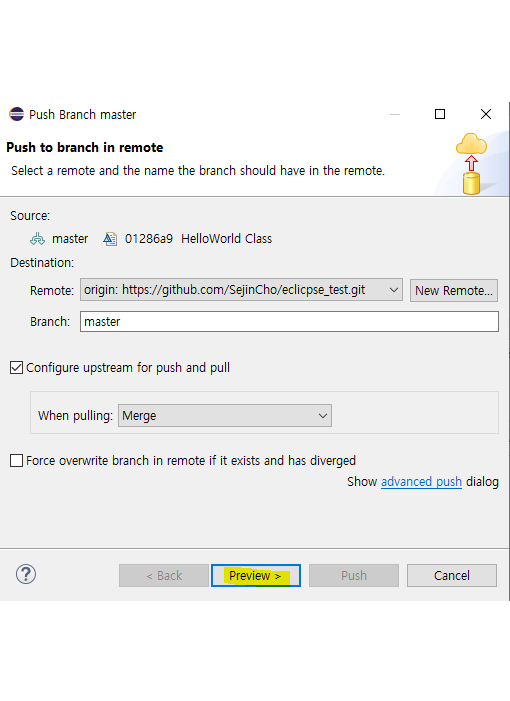 Push Branch master
Push to branch in remote
Select a remote and the name the branch should have in the remote.
Source:
master 01286a9 HelloWorld Class
Destination:
Remote: origin: https://github.com/SejinCho/eclicpse_test.git New Remote...
Branch: master
Configure upstream for push and pull
When pulling: Merge
Force overwrite branch in remote if it exists and has diverged
Show advanced push dialog
? < Back Preview > Push Cancel